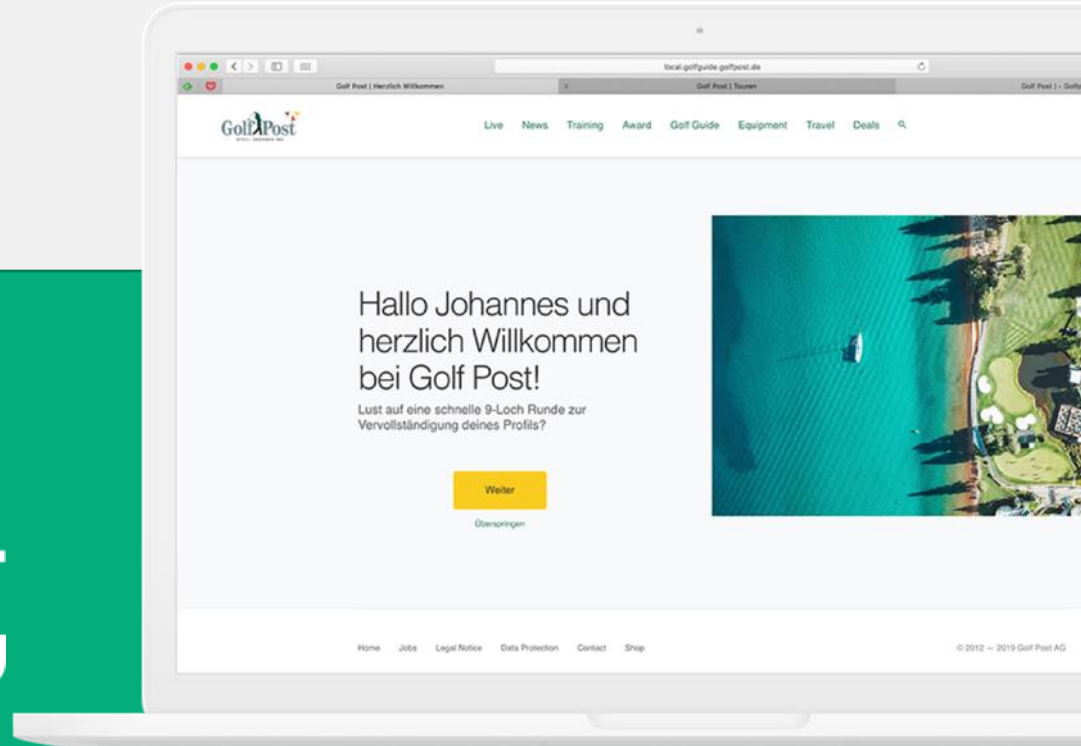 local.golfguide.golfpost.de
Golf Post | Herzlich Willkommen
Golf Post | Touren
Golf Post
Live News Training Award Golf Guide Equipment Travel Deals
Hallo Johannes und
herzlich Willkommen
bei Golf Post!
Lust auf eine schnelle 9-Loch Runde zur
Vervollständigung deines Profils?
Weiter
Überspringen
Home Jobs Legal Notice Data Protection Contact Shop
© 2012 — 2019 Golf Post AG